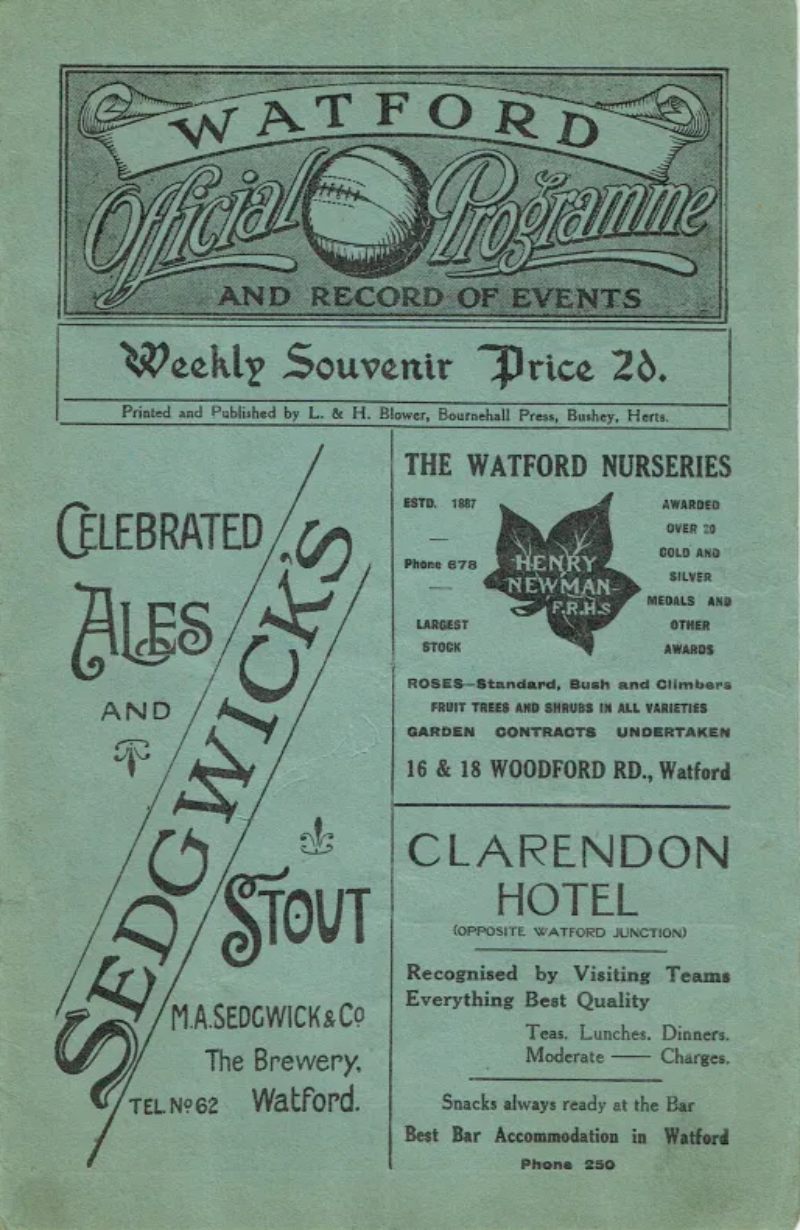 WATFORD
Official Programme
AND RECORD OF EVENTS
Weekly Souvenir Price 2d.
Printed and Published by L. & H. Blower, Bournehall Press, Bushey, Herts.
CELEBRATED
ALES
AND
SEDGWICK'S
STOUT
M.A. SEDGWICK & Co
The Brewery,
TEL. No 62 Watford.
THE WATFORD NURSERIES
ESTD. 1887
Phone 678
LARGEST
STOCK
HENRY
NEWMAN
F.R.H.S
AWARDED
OVER 20
GOLD AND
SILVER
MEDALS AND
OTHER
AWARDS
ROSES—Standard, Bush and Climbers
FRUIT TREES AND SHRUBS IN ALL VARIETIES
GARDEN CONTRACTS UNDERTAKEN
16 & 18 WOODFORD RD., Watford
CLARENDON
HOTEL
(OPPOSITE WATFORD JUNCTION)
Recognised by Visiting Teams
Everything Best Quality
Teas. Lunches. Dinners.
Moderate —— Charges.
Snacks always ready at the Bar
Best Bar Accommodation in Watford
Phone 250